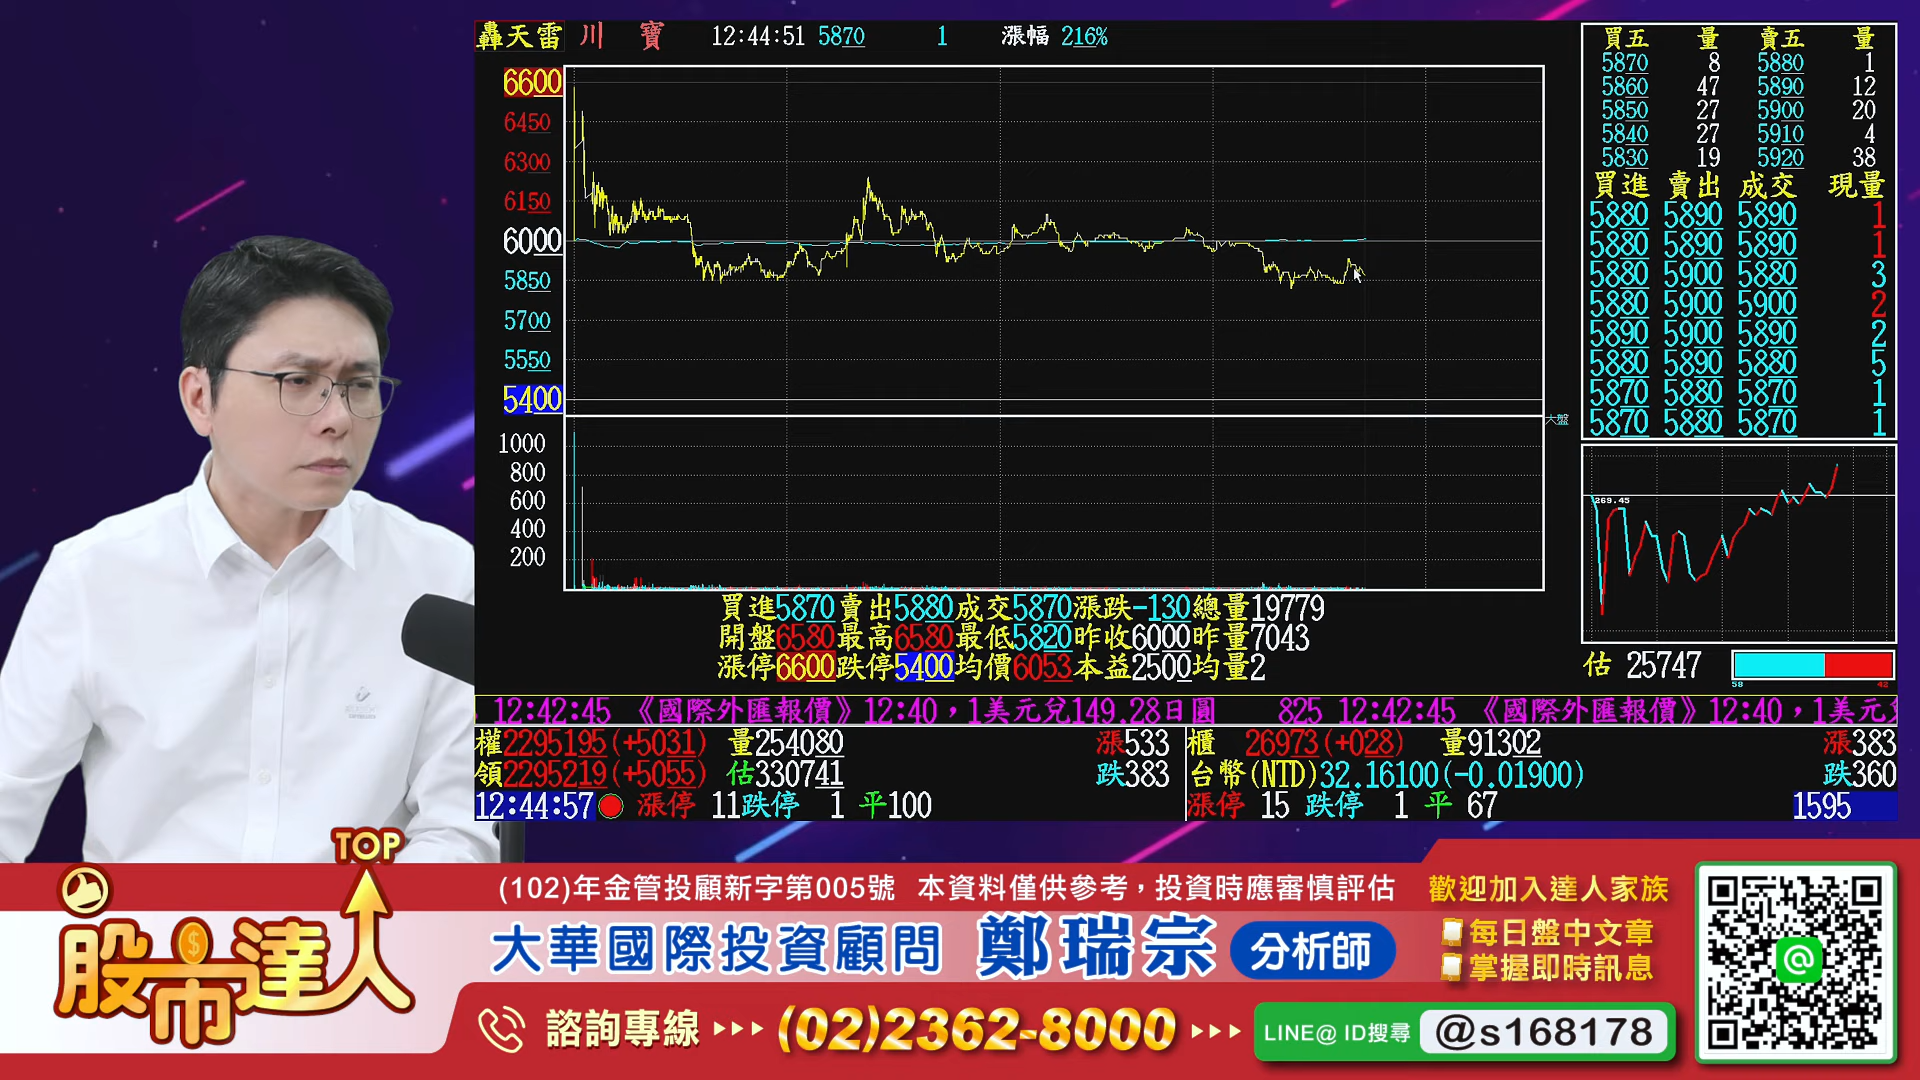 轟天雷 川 寶 12:44:51 5870 1 漲幅 216%
6600
6450
6300
6150
6000
5850
5700
5550
5400
大盤
1000
800
600
400
200
買五 量 賣五 量
5870 8 5880 1
5860 47 5890 12
5850 27 5900 20
5840 27 5910 4
5830 19 5920 38
買進 賣出 成交 現量
5880 5890 5890 1
5880 5890 5890 1
5880 5900 5880 3
5880 5900 5900 2
5890 5900 5890 2
5880 5890 5880 5
5870 5880 5870 1
5870 5880 5870 1
269.45
估 25747
58 42
買進5870賣出5880成交5870漲跌-130總量19779
開盤6580最高6580最低5820昨收6000昨量7043
漲停6600跌停5400均價6053本益2500均量2
12:42:45 《國際外匯報價》12:40，1美元兌149.28日圓 825 12:42:45 《國際外匯報價》12:40，1美元
權2295195(+5031) 量254080 漲533
領2295219(+5055) 估330741 跌383
12:44:57 漲停 11跌停 1 平100
櫃 26973(+028) 量91302 漲383
台幣(NTD)32.16100(-0.01900) 跌360
漲停 15 跌停 1 平 67 1595
TOP
股市達人
(102)年金管投顧新字第005號 本資料僅供參考，投資時應審慎評估
大華國際投資顧問 鄭瑞宗 分析師
諮詢專線 (02)2362-8000
歡迎加入達人家族
每日盤中文章
掌握即時訊息
LINE@ ID搜尋 @s168178